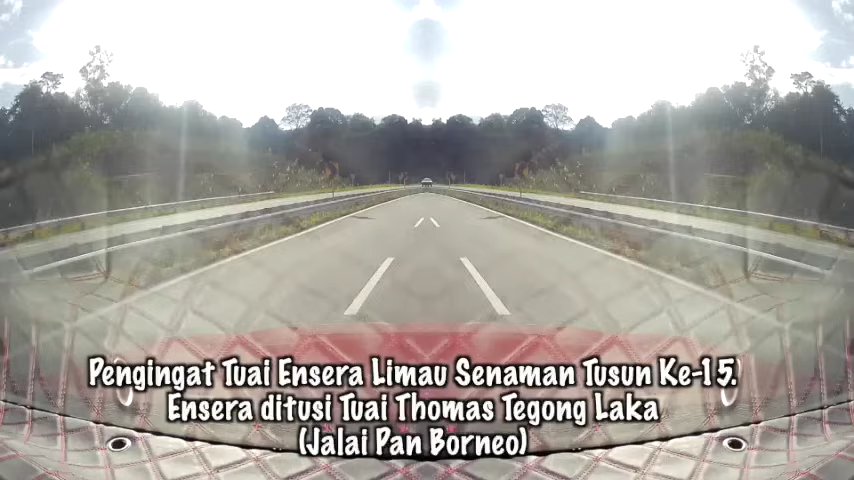 Pengingat Tuai Ensera Limau Senaman Tusun Ke-15.
Ensera ditusi Tuai Thomas Tegong Laka
(Jalai Pan Borneo)